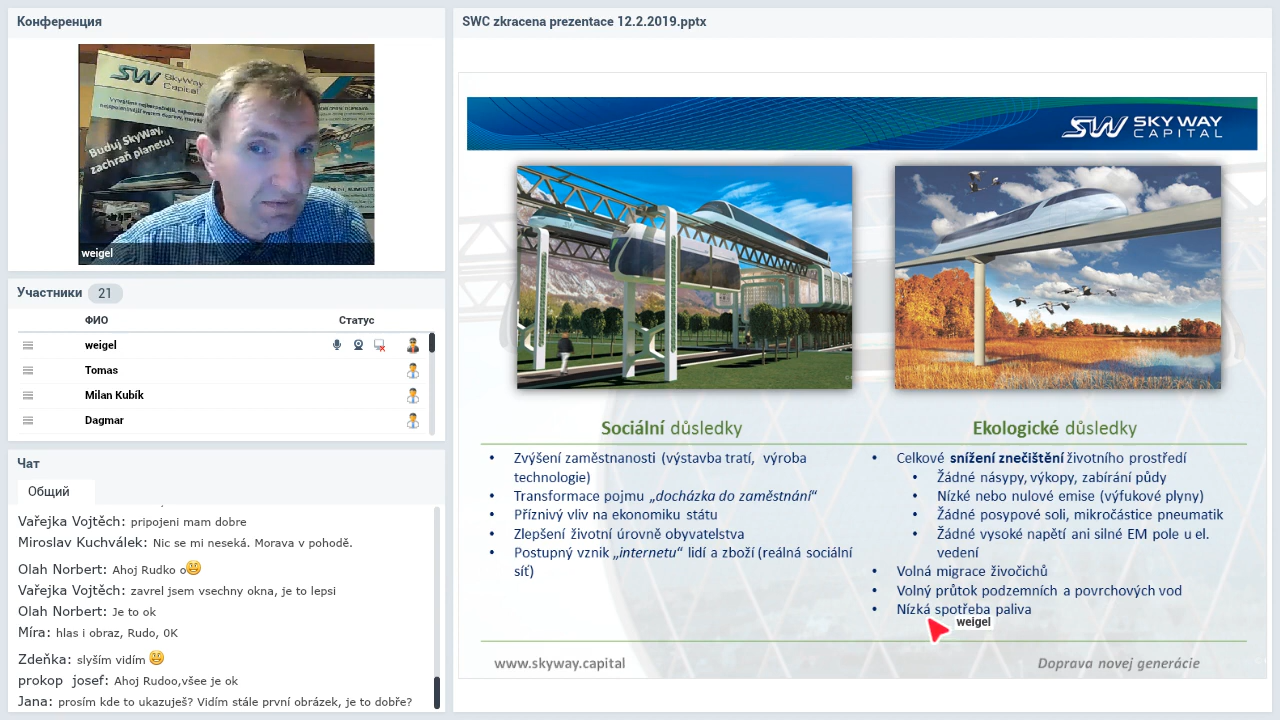 Конференция
SW SkyWay
Capital
Buduj SkyWay,
zachraň planetu!
weigel
Участники 21
ФИО Статус
weigel
Tomas
Milan Kubík
Dagmar
Чат
Общий
Vařejka Vojtěch: pripojeni mam dobre
Miroslav Kuchválek: Nic se mi neseká. Morava v pohodě.
Olah Norbert: Ahoj Rudko o
Vařejka Vojtěch: zavrel jsem vsechny okna, je to lepsi
Olah Norbert: Je to ok
Míra: hlas i obraz, Rudo, 0K
Zdeňka: slyším vidím
prokop josef: Ahoj Rudoo,všee je ok
Jana: prosím kde to ukazuješ? Vidím stále první obrázek, je to dobře?
SWC zkracena prezentace 12.2.2019.pptx
SW SKY WAY
CAPITAL
Sociální důsledky
• Zvýšení zaměstnanosti (výstavba tratí, výroba
technologie)
• Transformace pojmu „docházka do zaměstnání“
• Příznivý vliv na ekonomiku státu
• Zlepšení životní úrovně obyvatelstva
• Postupný vznik „internetu“ lidí a zboží (reálná sociální
síť)
Ekologické důsledky
• Celkové snížení znečištění životního prostředí
• Žádné násypy, výkopy, zabírání půdy
• Nízké nebo nulové emise (výfukové plyny)
• Žádné posypové soli, mikročástice pneumatik
• Žádné vysoké napětí ani silné EM pole u el.
vedení
• Volná migrace živočichů
• Volný průtok podzemních a povrchových vod
• Nízká spotřeba paliva
weigel
www.skyway.capital
Doprava novej generácie